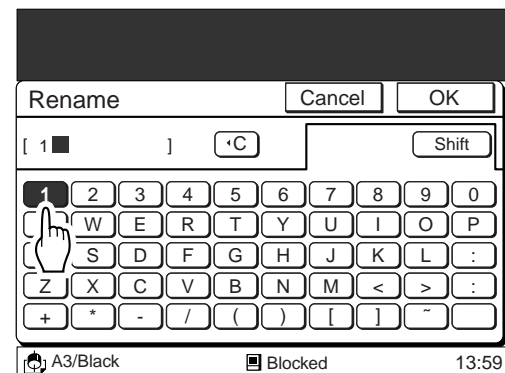 Rename Cancel OK
[ 1 ] C Shift
1 2 3 4 5 6 7 8 9 0
W E R T Y U I O P
S D F G H J K L :
Z X C V B N M < > :
+ * - / ( ) [ ] ~
A3/Black Blocked 13:59